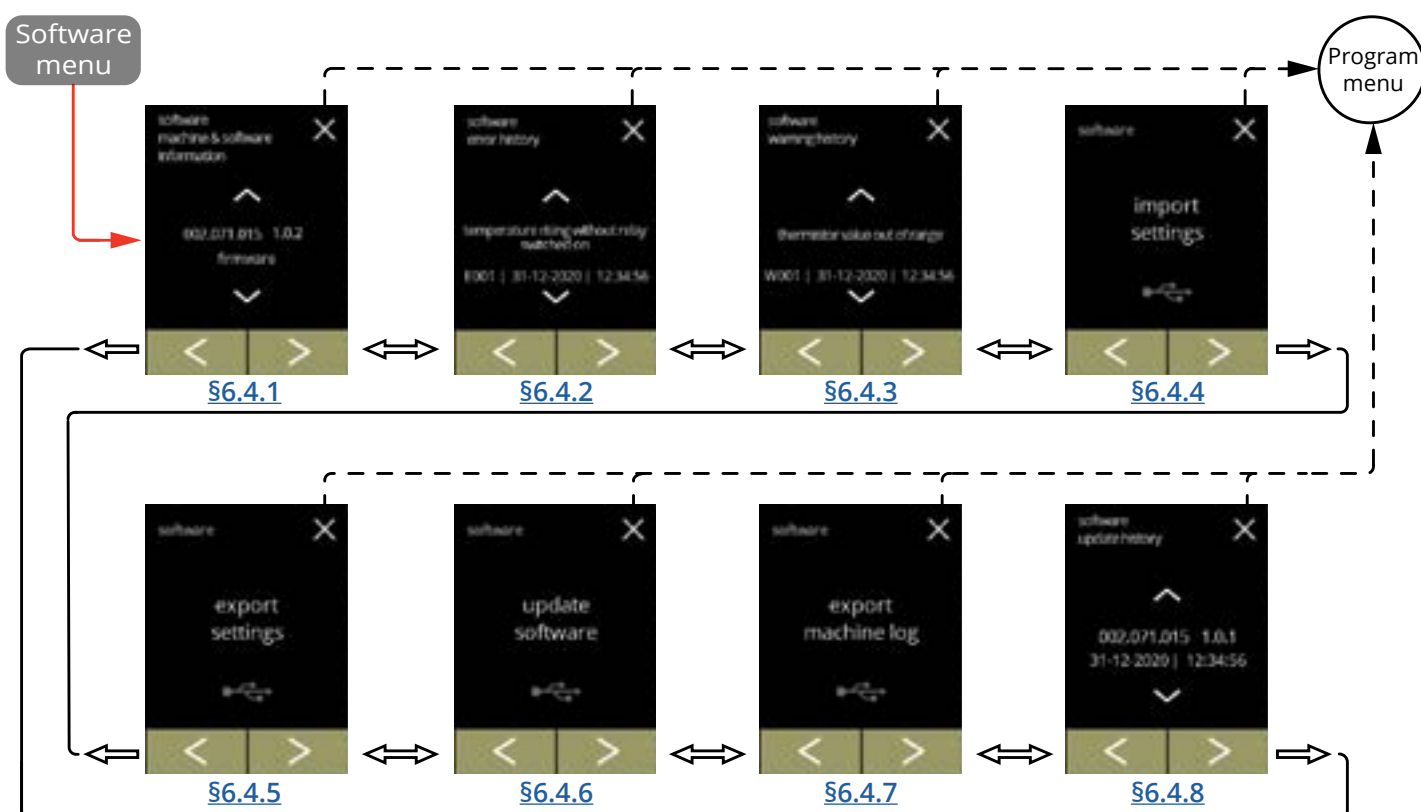 Software
menu
Program
menu
software
machine & software
information
002.071.015 1.0.2
firmware
§6.4.1
software
error history
temperature rising without relay
switched on
E001 | 31-12-2020 | 12:34:56
§6.4.2
software
warning history
thermistor value out of range
W001 | 31-12-2020 | 12:34:56
§6.4.3
software
import
settings
§6.4.4
software
export
settings
§6.4.5
software
update
software
§6.4.6
software
export
machine log
§6.4.7
software
update history
002.071.015 1.0.1
31-12-2020 | 12:34:56
§6.4.8